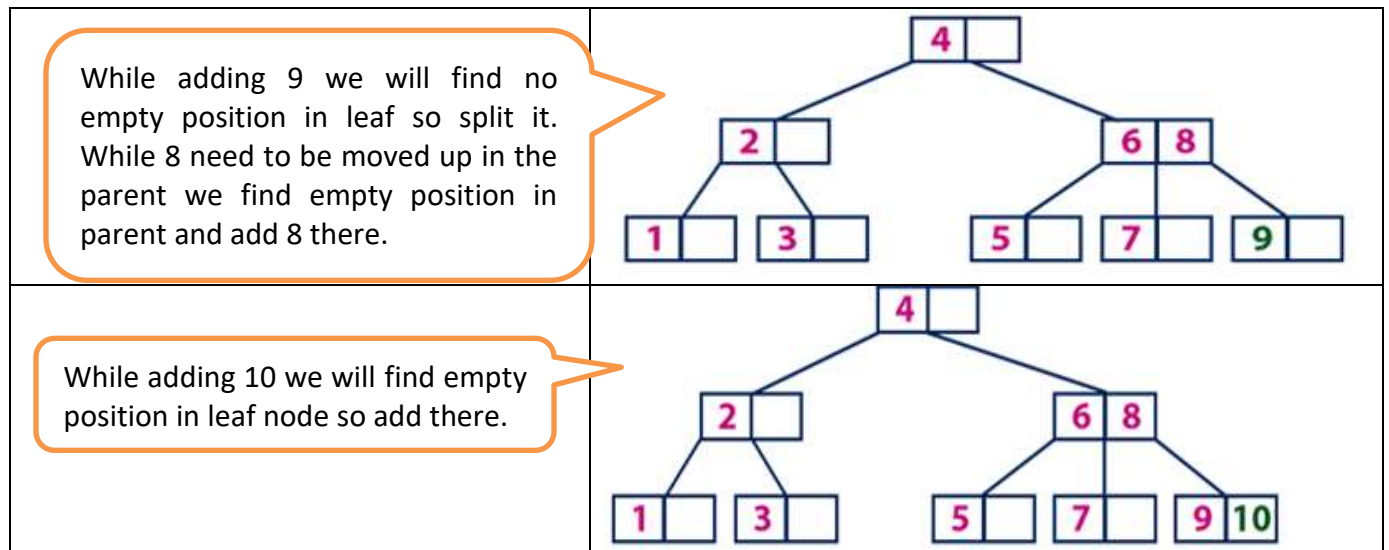 While adding 9 we will find no
empty position in leaf so split it.
While 8 need to be moved up in the
parent we find empty position in
parent and add 8 there.
4
2
6 8
1 3 5 7 9
While adding 10 we will find empty
position in leaf node so add there.
4
2
6 8
1 3 5 7 9 10